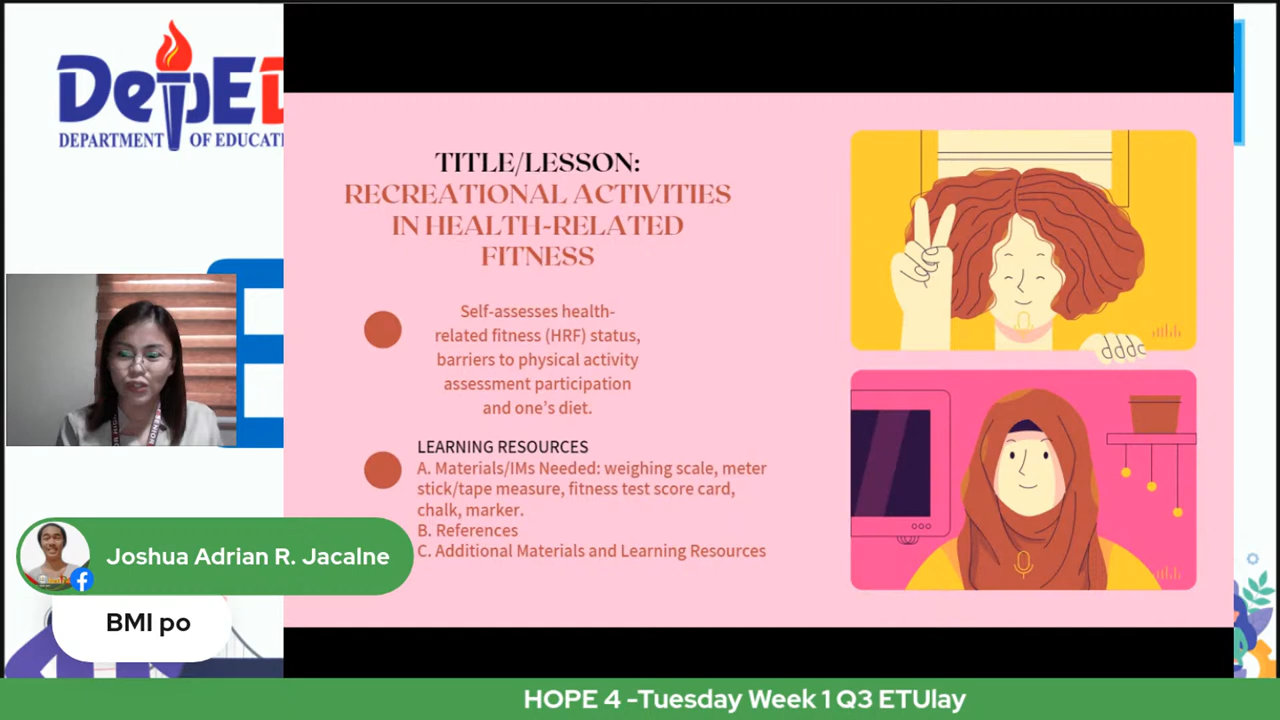 DepED
DEPARTMENT OF EDUCATI
TITLE/LESSON:
RECREATIONAL ACTIVITIES
IN HEALTH-RELATED
FITNESS
Self-assesses health-
related fitness (HRF) status,
barriers to physical activity
assessment participation
and one's diet.
LEARNING RESOURCES
A. Materials/IMs Needed: weighing scale, meter
stick/tape measure, fitness test score card,
chalk, marker.
B. References
C. Additional Materials and Learning Resources
Joshua Adrian R. Jacalne
BMI po
HOPE 4 -Tuesday Week 1 Q3 ETUlay